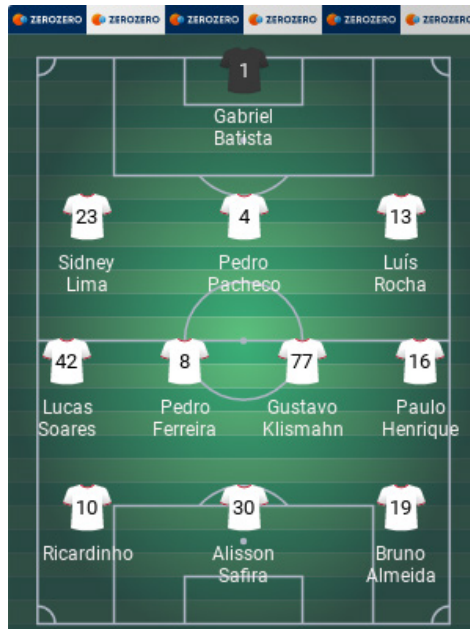 ZEROZERO ZEROZERO ZEROZERO ZEROZERO ZEROZERO ZEROZERO
1
Gabriel
Batista
23 4 13
Sidney Pedro Luís
Lima Pacheco Rocha
42 8 77 16
Lucas Pedro Gustavo Paulo
Soares Ferreira Klismahn Henrique
10 30 19
Ricardinho Alisson Bruno
Safira Almeida